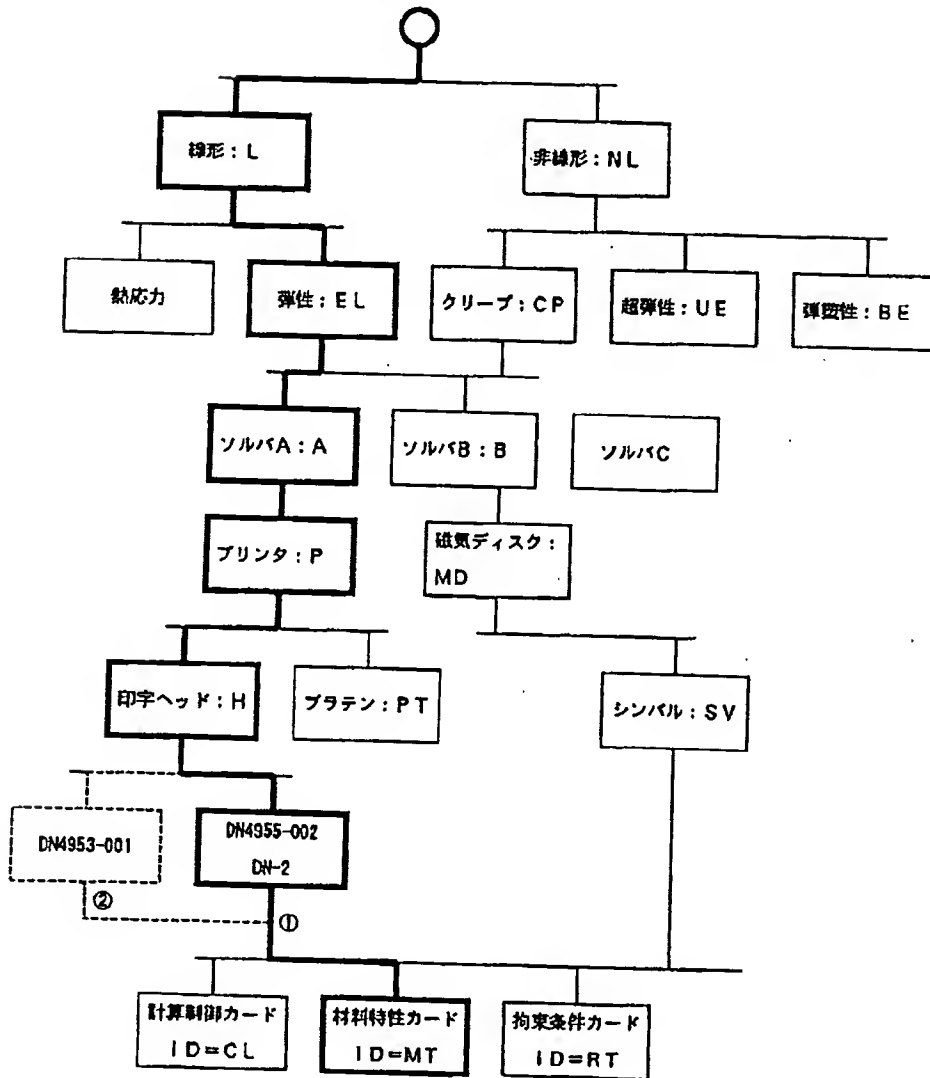 線形：L
非線形：NL
熱応力
弾性：EL
クリープ：CP
超弾性：UE
弾塑性：BE
ソルバA：A
ソルバB：B
ソルバC
プリンタ：P
磁気ディスク：
MD
印字ヘッド：H
プラテン：PT
シンバル：SV
DN4953-001
DN4955-002
DN-2
②
①
計算制御カード
ID=CL
材料特性カード
ID=MT
拘束条件カード
ID=RT